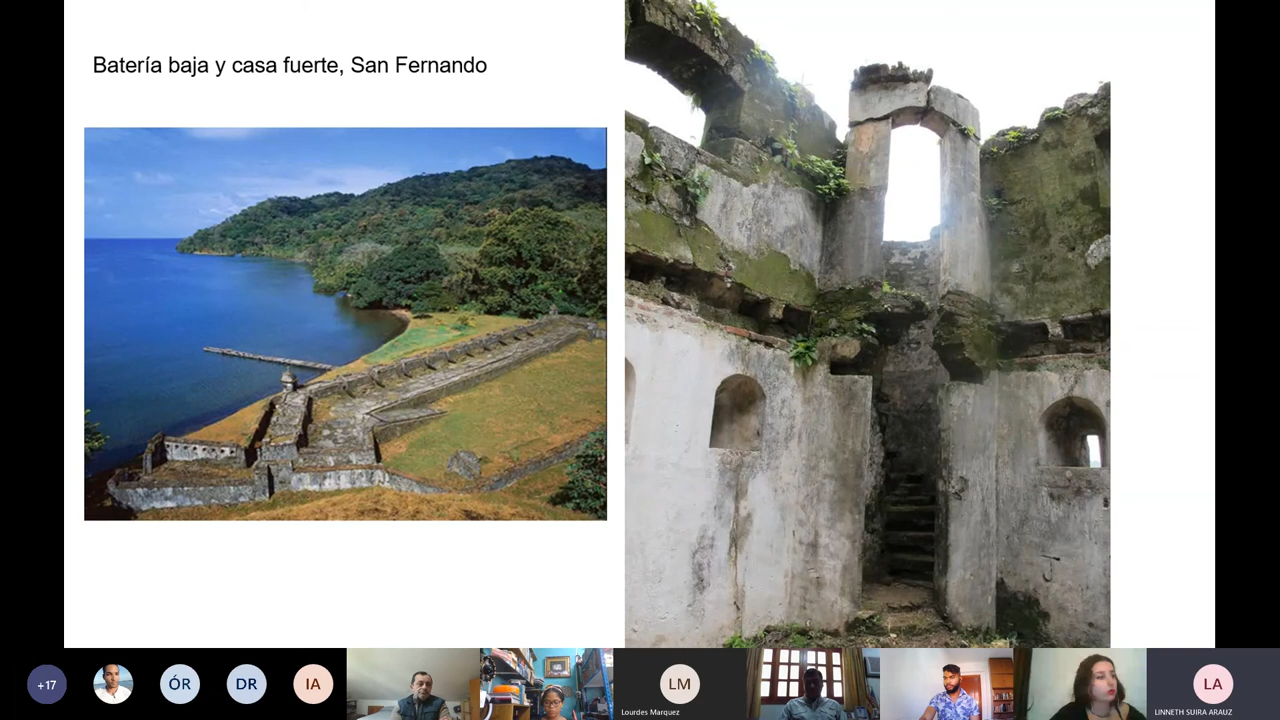 Batería baja y casa fuerte, San Fernando
+17
ÓR
DR
IA
LM
Lourdes Marquez
LA
LINNETH SUIRA ARAUZ